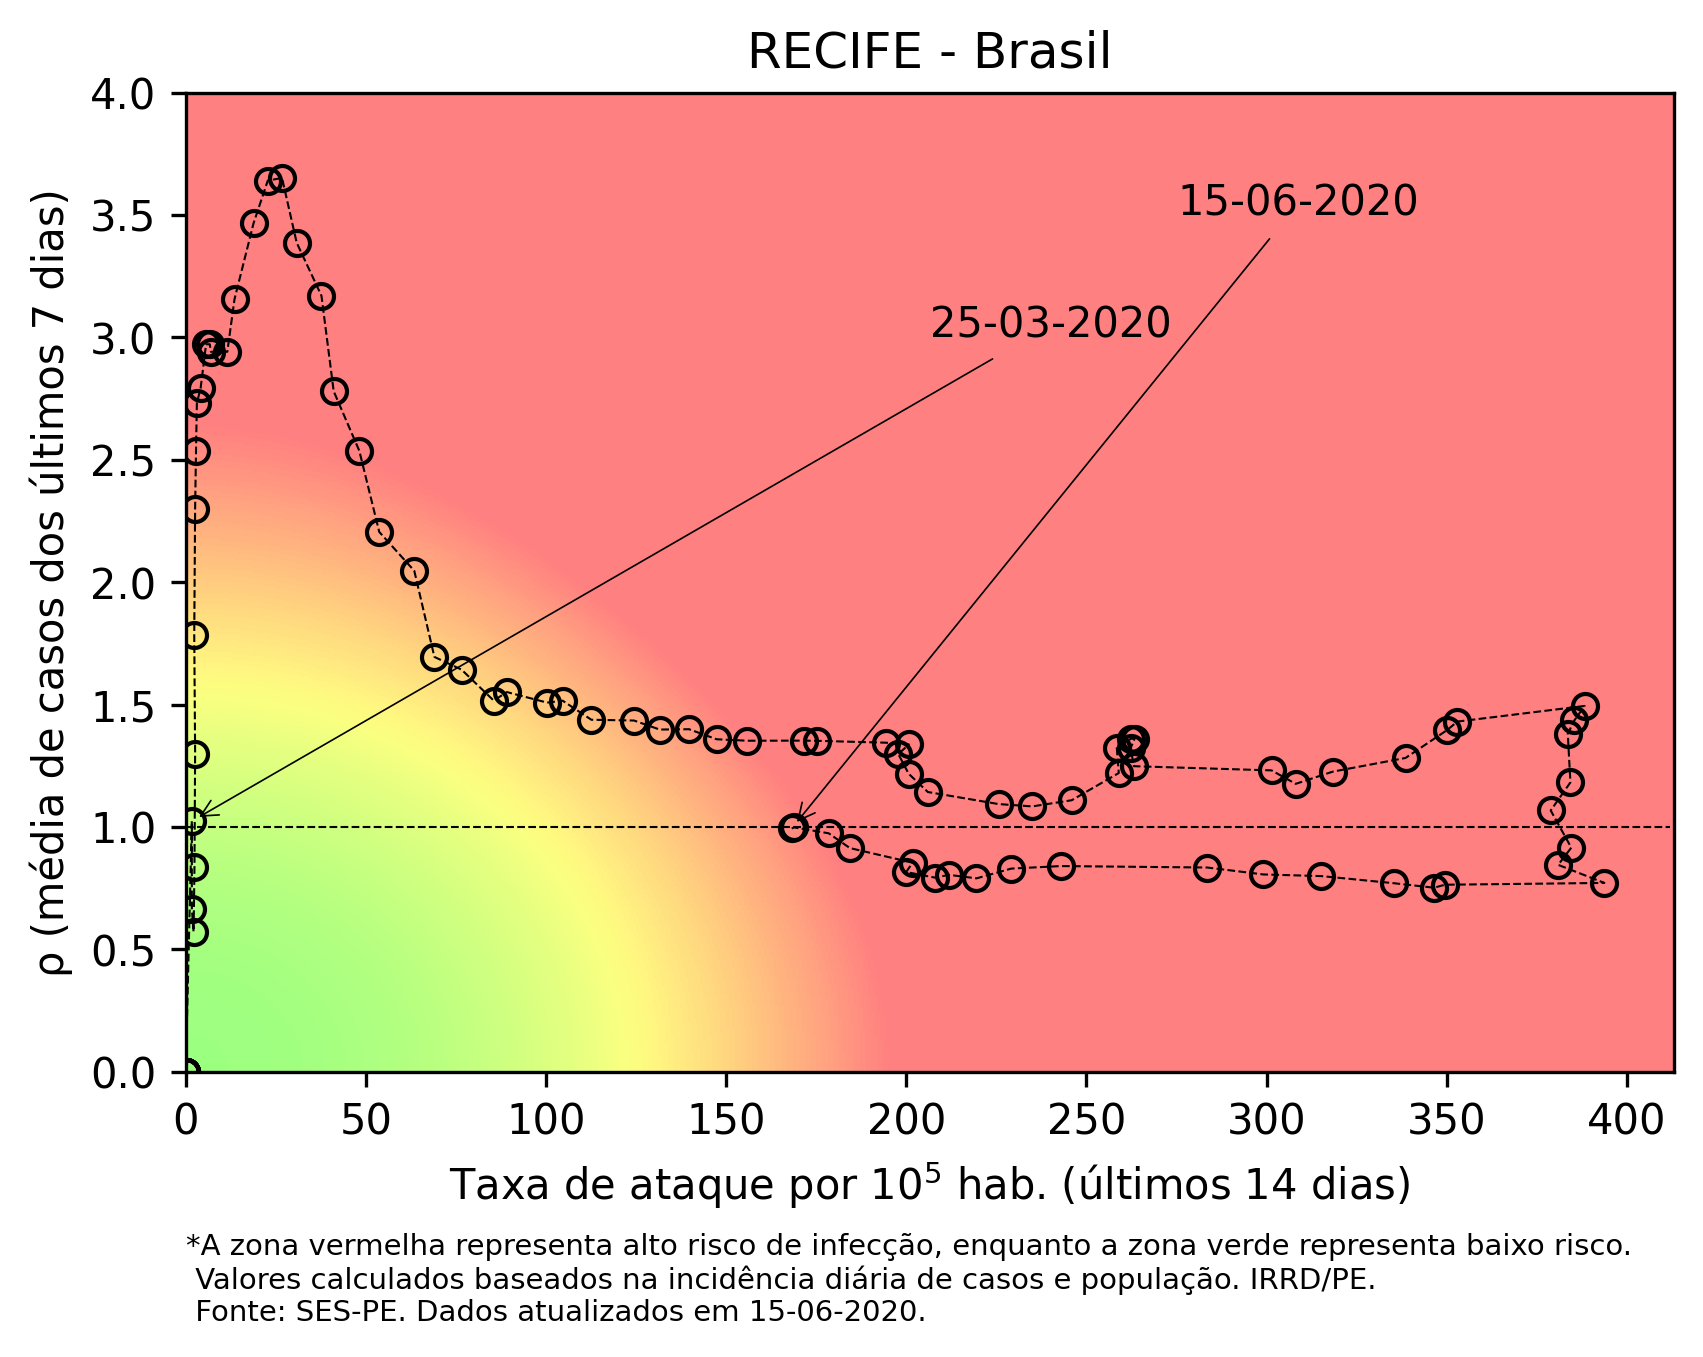 RECIFE - Brasil
4.0
3.5
3.0
2.5
2.0
1.5
1.0
0.5
0.0
ρ (média de casos dos últimos 7 dias)
15-06-2020
25-03-2020
0 50 100 150 200 250 300 350 400
Taxa de ataque por 10⁵ hab. (últimos 14 dias)
*A zona vermelha representa alto risco de infecção, enquanto a zona verde representa baixo risco.
Valores calculados baseados na incidência diária de casos e população. IRRD/PE.
Fonte: SES-PE. Dados atualizados em 15-06-2020.